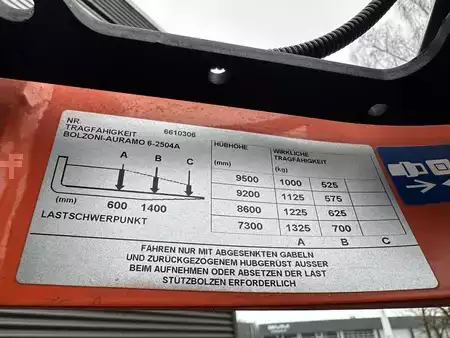 NR. 6610306
TRAGFÄHIGKEIT
BOLZONI-AURAMO 6-2504A
A B C
600 1400
(mm)
LASTSCHWERPUNKT
HUBHÖHE WIRKLICHE
TRAGFÄHIGKEIT
(mm) (kg)
9500 1000 525
9200 1125 575
8600 1225 625
7300 1325 700
A B C
FAHREN NUR MIT ABGESENKTEN GABELN
UND ZURÜCKGEZOGENEM HUBGERÜST AUSSER
BEIM AUFNEHMEN ODER ABSETZEN DER LAST
STÜTZBOLZEN ERFORDERLICH